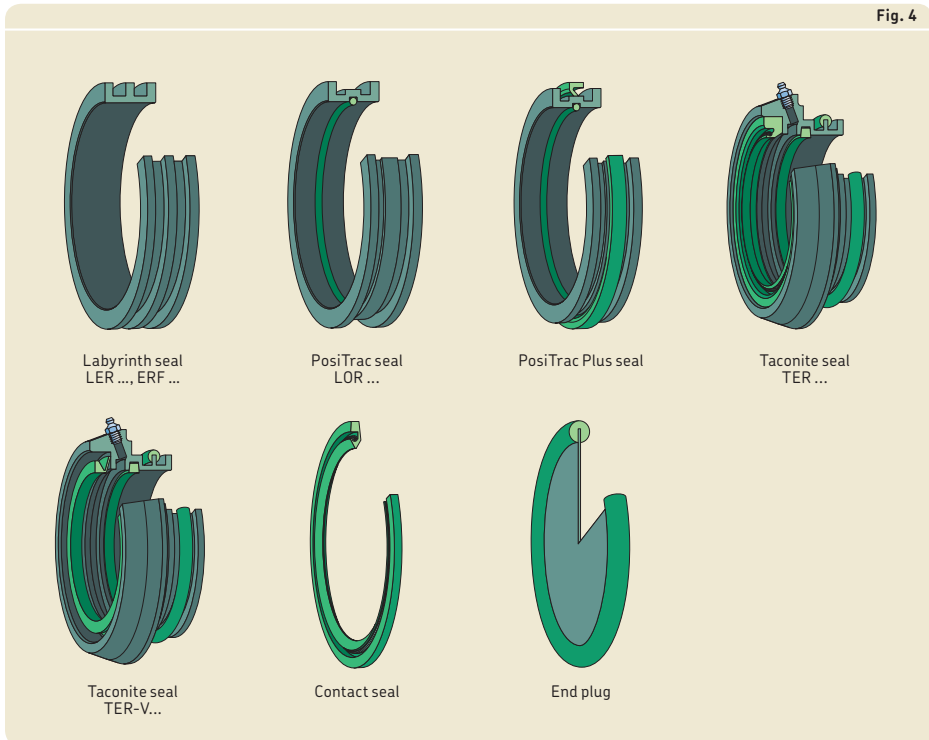 Fig. 4
Labyrinth seal
LER ..., ERF ...
PosiTrac seal
LOR ...
PosiTrac Plus seal
Taconite seal
TER ...
Taconite seal
TER-V...
Contact seal
End plug